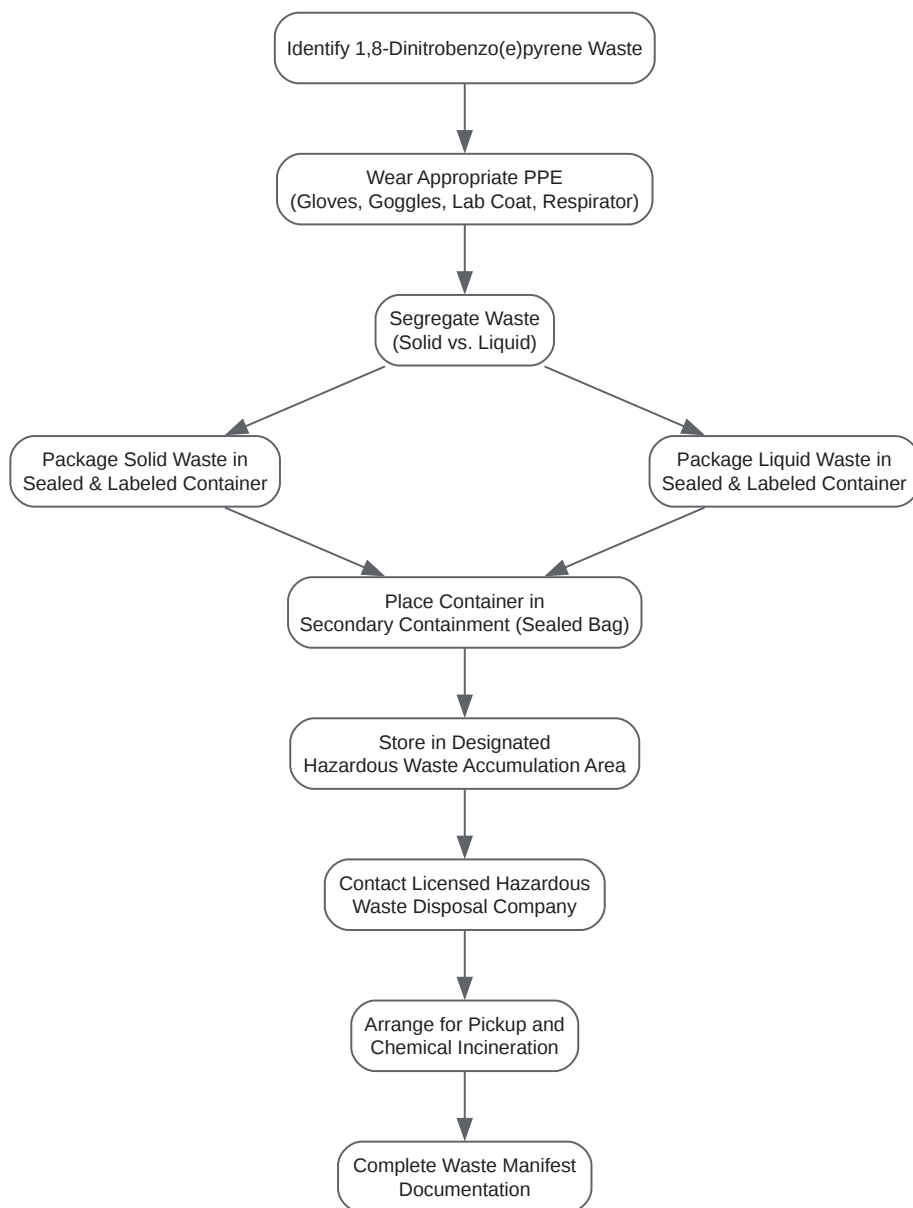 Identify 1,8-Dinitrobenzo(e)pyrene Waste
Wear Appropriate PPE
(Gloves, Goggles, Lab Coat, Respirator)
Segregate Waste
(Solid vs. Liquid)
Package Solid Waste in
Sealed & Labeled Container
Package Liquid Waste in
Sealed & Labeled Container
Place Container in
Secondary Containment (Sealed Bag)
Store in Designated
Hazardous Waste Accumulation Area
Contact Licensed Hazardous
Waste Disposal Company
Arrange for Pickup and
Chemical Incineration
Complete Waste Manifest
Documentation